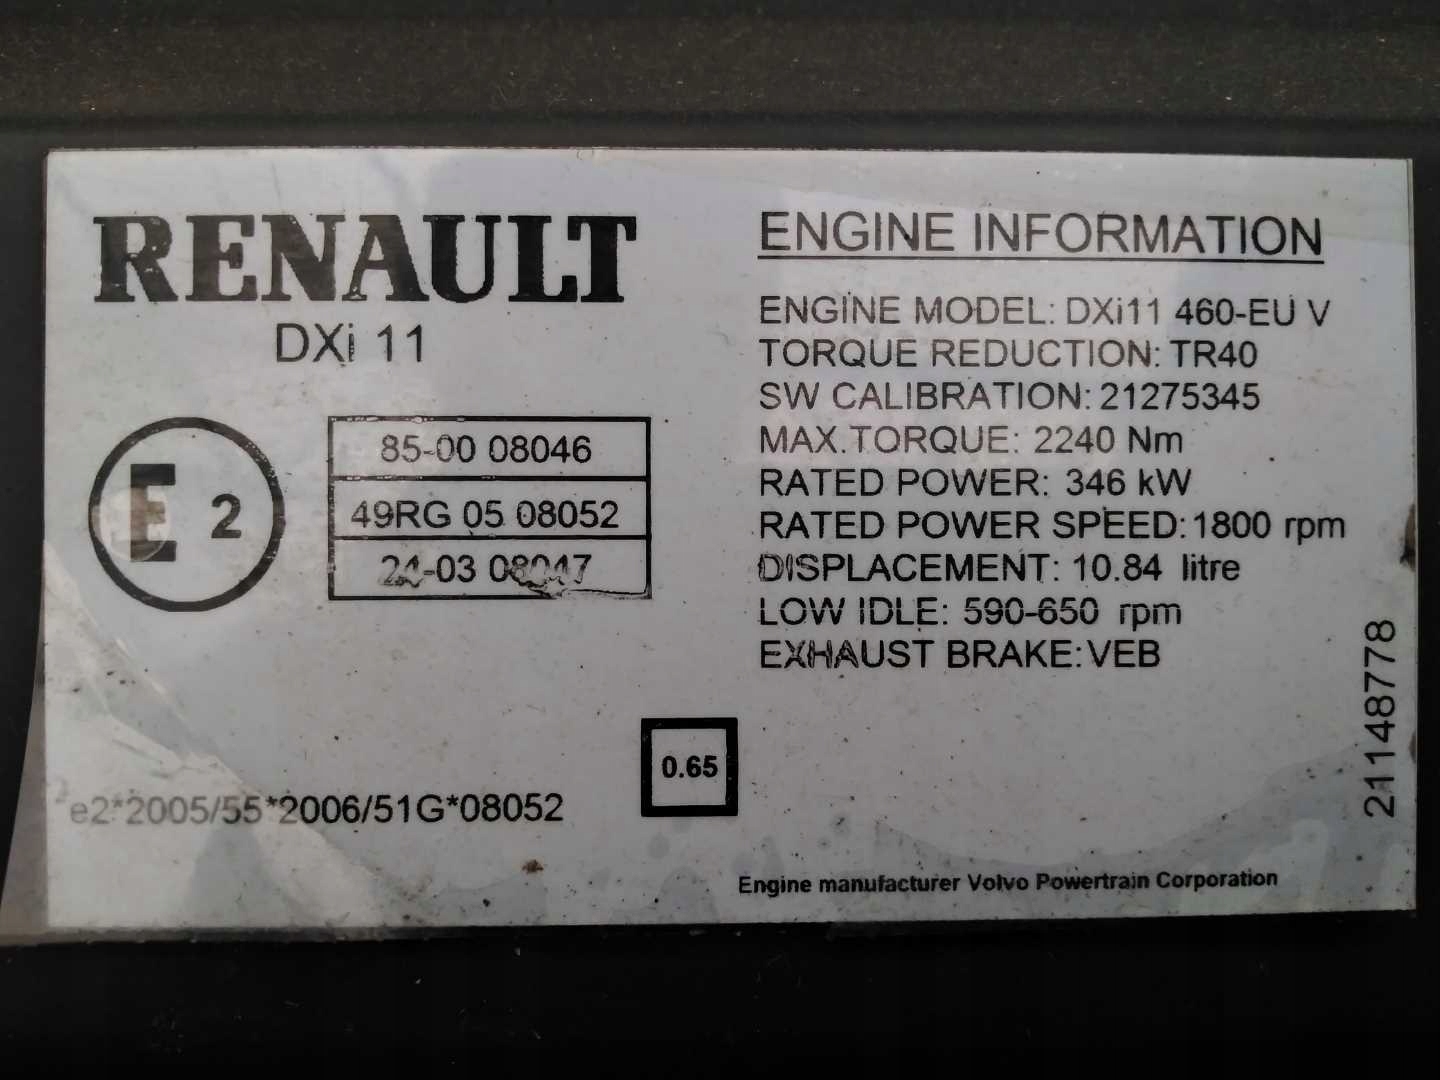 RENAULT
DXi 11
E 2
85-00 08046
49RG 05 08052
24-03 08047
e2*2005/55*2006/51G*08052
0.65
ENGINE INFORMATION
ENGINE MODEL: DXi11 460-EU V
TORQUE REDUCTION: TR40
SW CALIBRATION: 21275345
MAX.TORQUE: 2240 Nm
RATED POWER: 346 kW
RATED POWER SPEED: 1800 rpm
DISPLACEMENT: 10.84 litre
LOW IDLE: 590-650 rpm
EXHAUST BRAKE: VEB
21148778
Engine manufacturer Volvo Powertrain Corporation